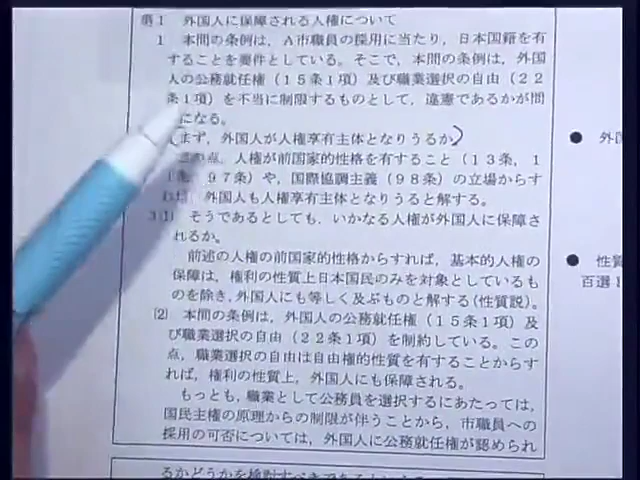 第1 外国人に保障される人権について
1 本間の条例は，A市職員の採用に当たり，日本国籍を有
することを要件としている。そこで，本間の条例は，外国
人の公務就任権（15条1項）及び職業選択の自由（22
条1項）を不当に制限するものとして，違憲であるかが問
になる。
まず，外国人が人権享有主体となりうるか
の点，人権が前国家的性格を有すること（13条，1
97条）や，国際協調主義（98条）の立場からす
れば，外国人も人権享有主体となりうると解する。
3(1) そうであるとしても，いかなる人権が外国人に保障さ
れるか。
前述の人権の前国家的性格からすれば，基本的人権の
保障は，権利の性質上日本国民のみを対象としているも
のを除き，外国人にも等しく及ぶものと解する（性質説）。
(2) 本問の条例は，外国人の公務就任権（15条1項）及
び職業選択の自由（22条1項）を制約している。この
点，職業選択の自由は自由権的性質を有することからす
れば，権利の性質上，外国人にも保障される。
もっとも，職業として公務員を選択するにあたっては，
国民主権の原理からの制限が伴うことから，市職員への
採用の可否については，外国人に公務就任権が認められ
るかどうかを検討すべきである
● 外
● 性質
百選